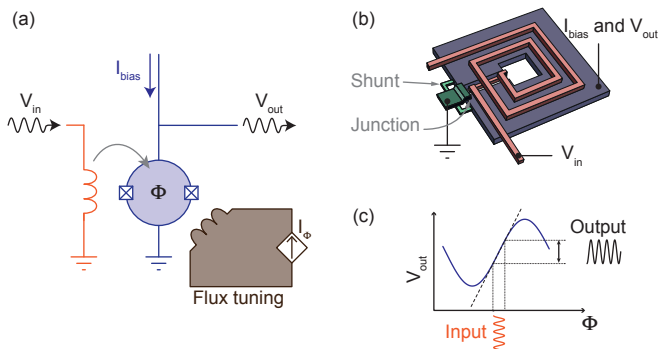 (a)
I_bias
V_in
V_out
Φ
I_Φ
Flux tuning
(b)
I_bias and V_out
Shunt
Junction
V_in
(c)
V_out
Output
Input
Φ